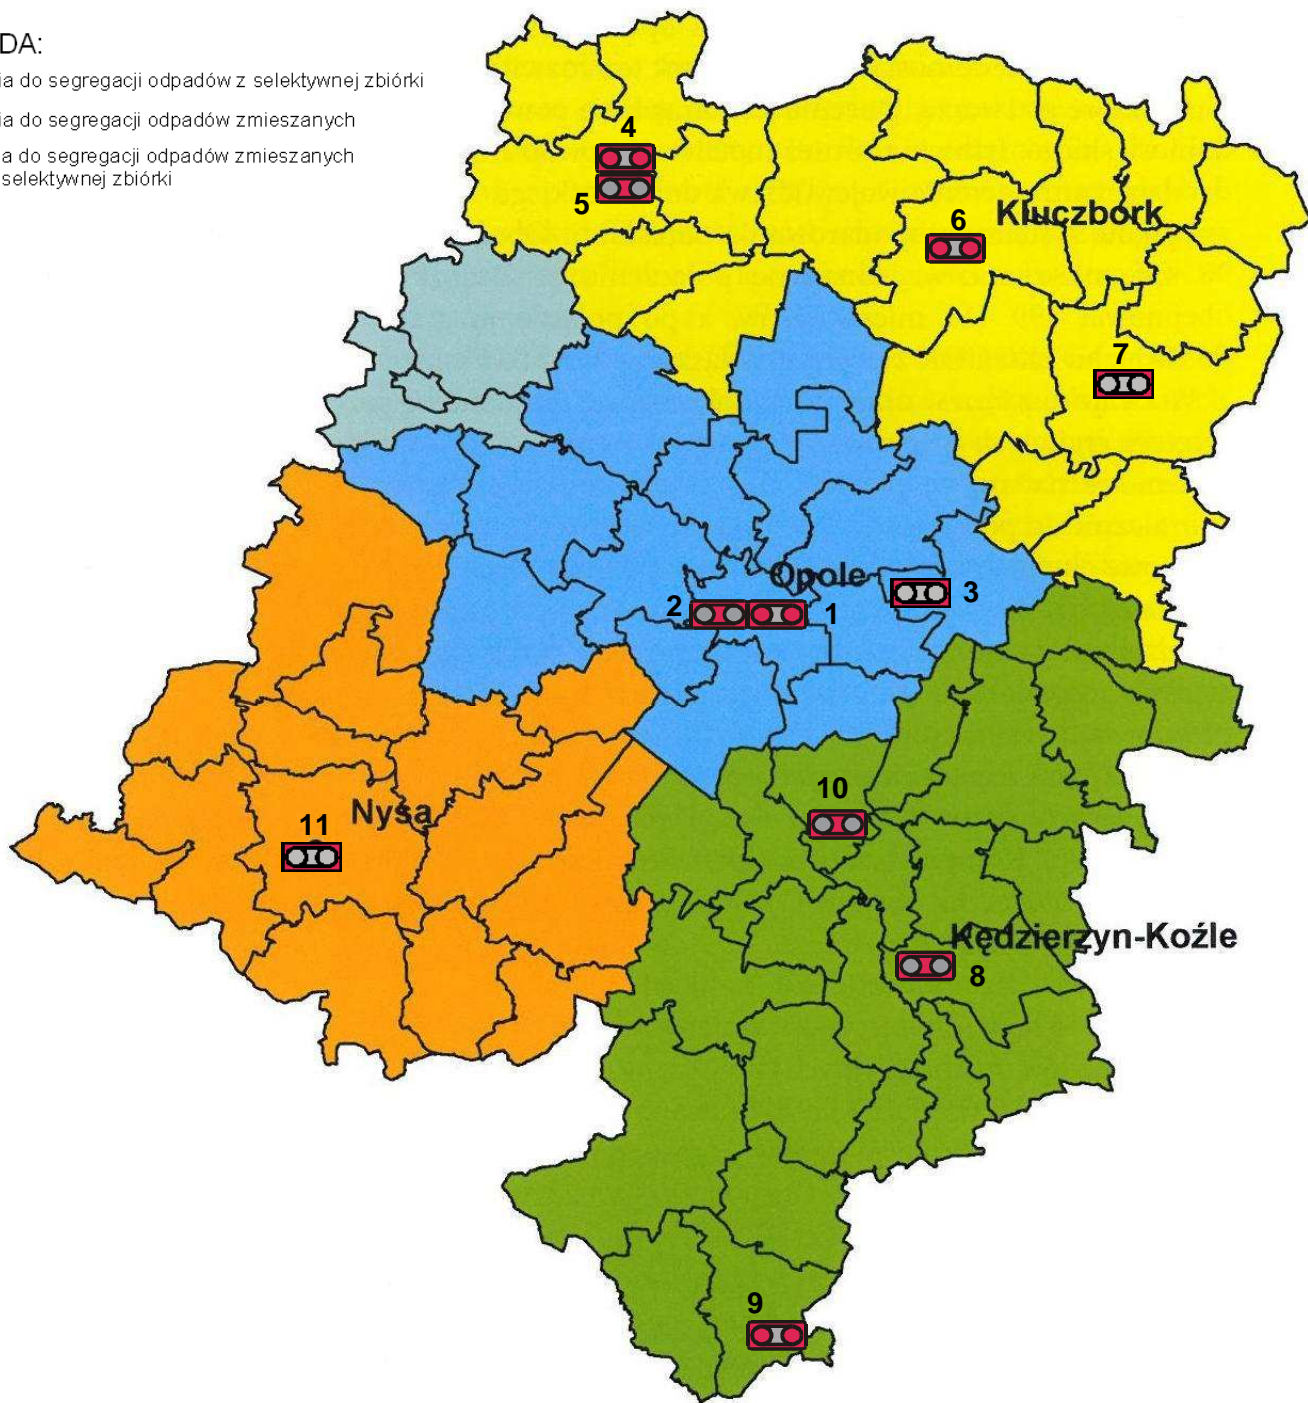 DA:
ia do segregacji odpadów z selektywnej zbiórki
ia do segregacji odpadów zmieszanych
a do segregacji odpadów zmieszanych
selektywnej zbiórki
4
5
6
Kluczbork
7
Opole
2
1
3
10
11
Nysa
Kędzierzyn-Koźle
8
9